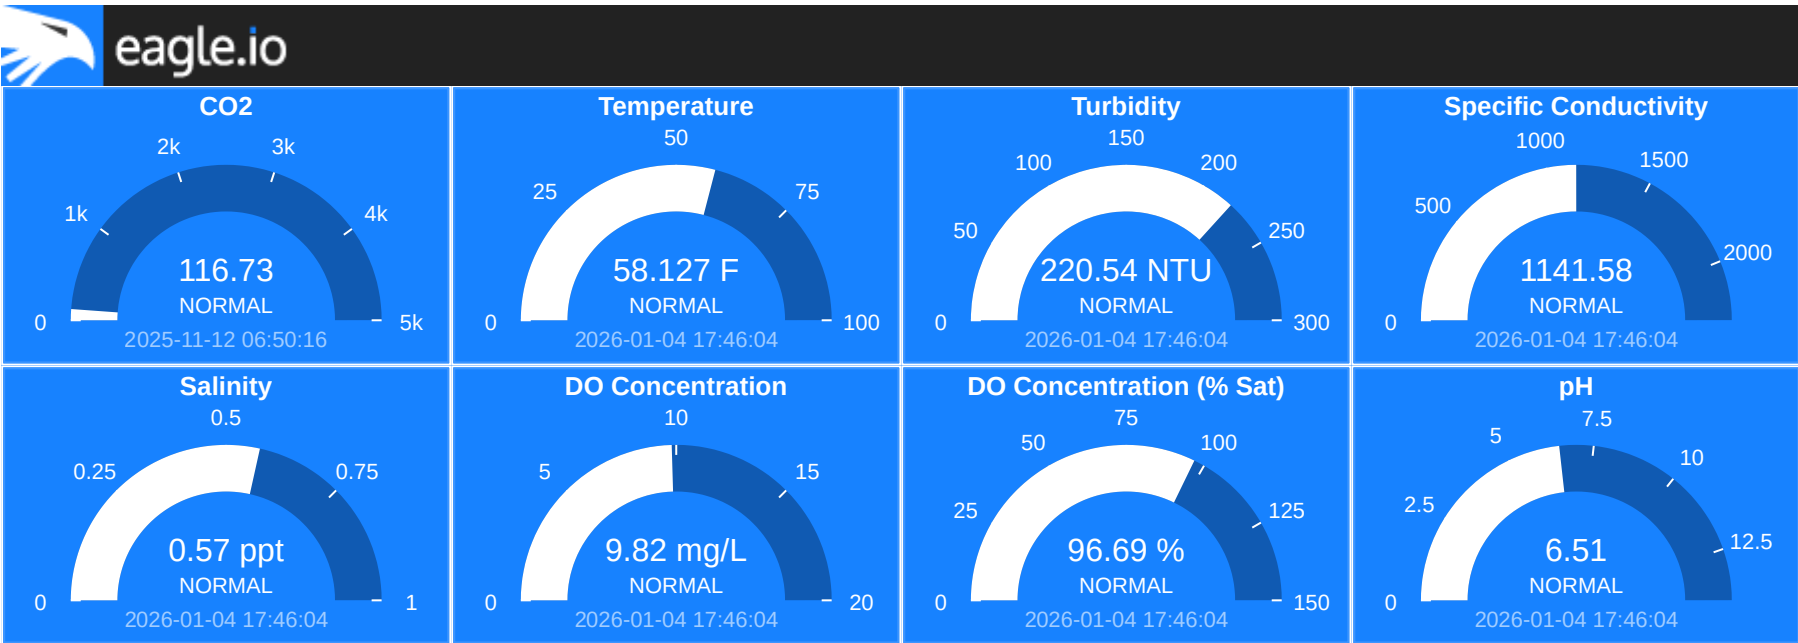 eagle.io
CO2
0
1k
2k
3k
4k
5k
116.73
NORMAL
2025-11-12 06:50:16
Temperature
0
25
50
75
100
58.127 F
NORMAL
2026-01-04 17:46:04
Turbidity
0
50
100
150
200
250
300
220.54 NTU
NORMAL
2026-01-04 17:46:04
Specific Conductivity
0
500
1000
1500
2000
1141.58
NORMAL
2026-01-04 17:46:04
Salinity
0
0.25
0.5
0.75
1
0.57 ppt
NORMAL
2026-01-04 17:46:04
DO Concentration
0
5
10
15
20
9.82 mg/L
NORMAL
2026-01-04 17:46:04
DO Concentration (% Sat)
0
25
50
75
100
125
150
96.69 %
NORMAL
2026-01-04 17:46:04
pH
0
2.5
5
7.5
10
12.5
6.51
NORMAL
2026-01-04 17:46:04